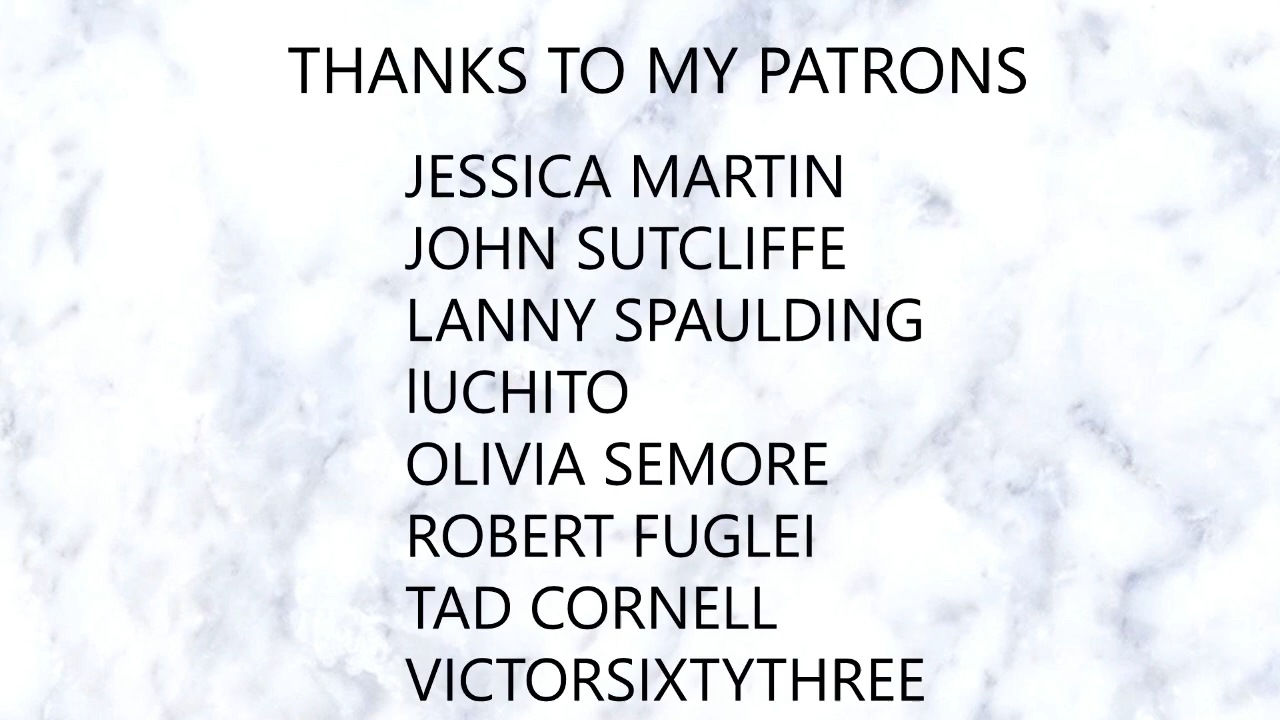 THANKS TO MY PATRONS
JESSICA MARTIN
JOHN SUTCLIFFE
LANNY SPAULDING
lUCHITO
OLIVIA SEMORE
ROBERT FUGLEI
TAD CORNELL
VICTORSIXTYTHREE